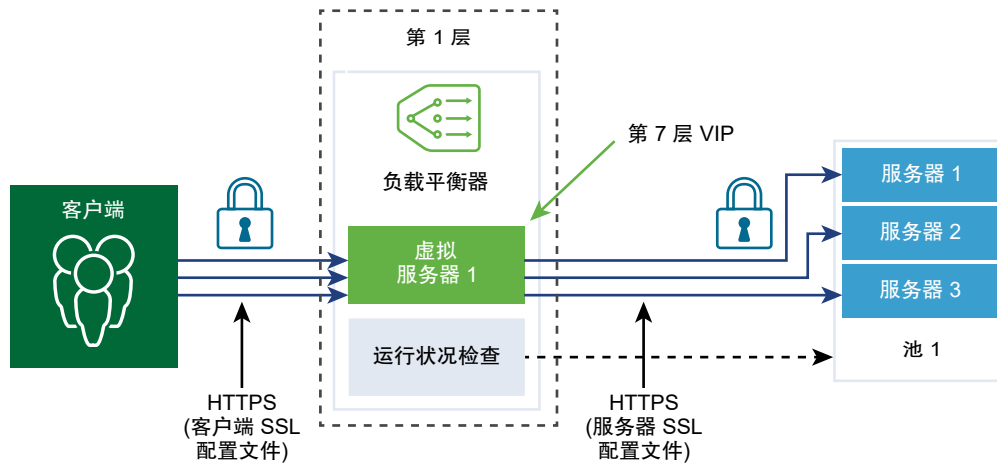 第 1 层
负载平衡器
第 7 层 VIP
客户端
虚拟
服务器 1
服务器 1
服务器 2
服务器 3
池 1
运行状况检查
HTTPS
(客户端 SSL
配置文件)
HTTPS
(服务器 SSL
配置文件)